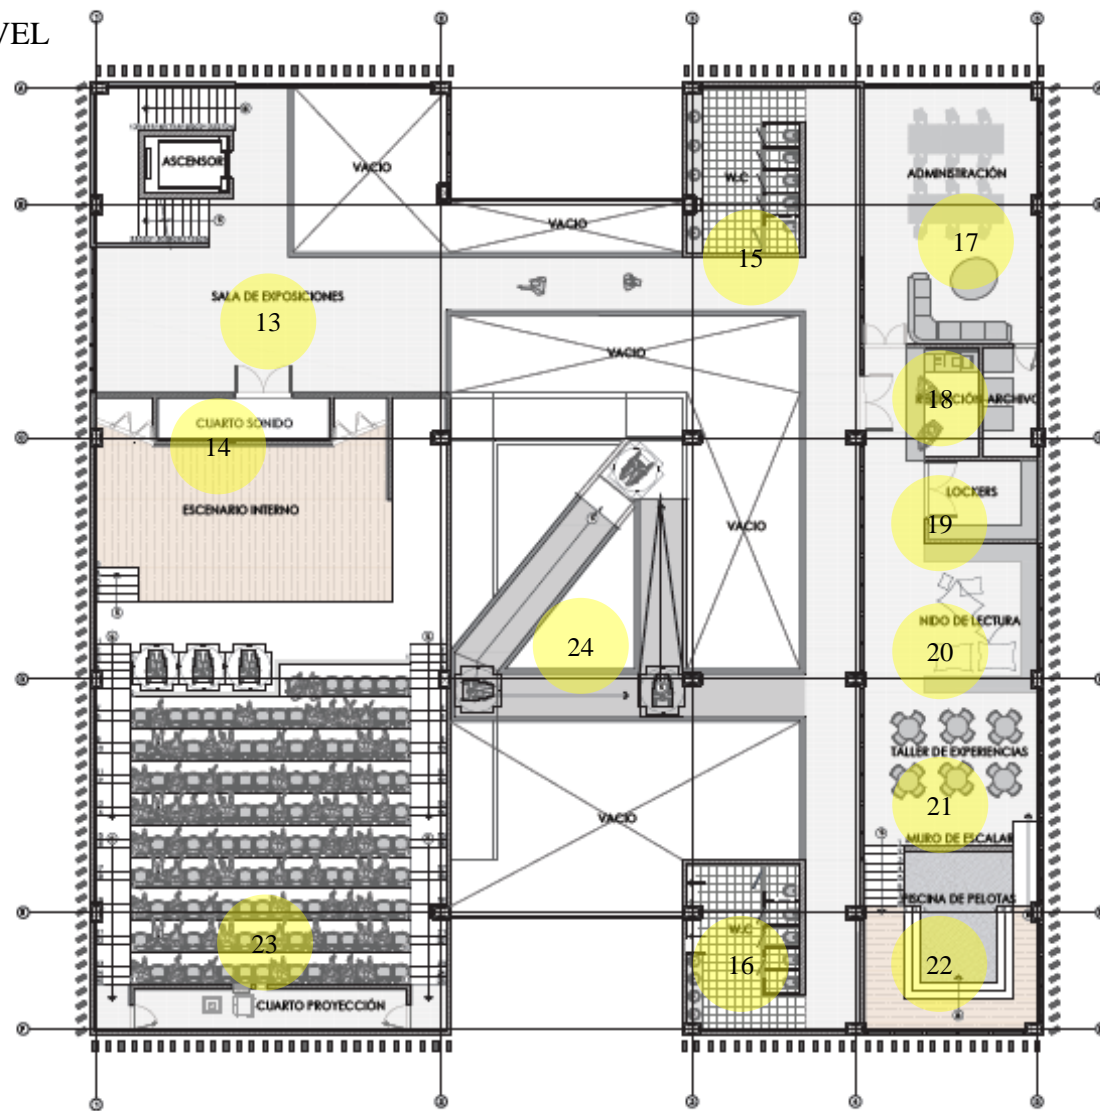 VEL
ASCENSOR
VACIO
W.C
ADMINISTRACIÓN
VACIO
17
15
SALA DE EXPOSICIONES
13
VACIO
18
ARCHIVO
CUARTO SONIDO
14
LOCKERS
ESCENARIO INTERNO
19
VACIO
NIDO DE LECTURA
24
20
TALLER DE EXPERIENCIAS
21
VACIO
MURO DE ESCALAR
PISCINA DE PELOTAS
W.C
23
16
22
CUARTO PROYECCIÓN